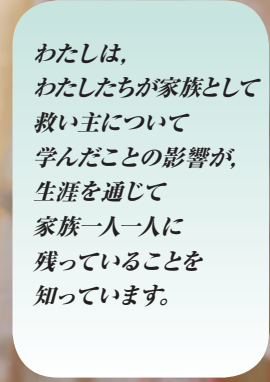 わたしは,
わたしたちが家族として
救い主について
学んだことの影響が,
生涯を通じて
家族一人一人に
残っていることを
知っています。